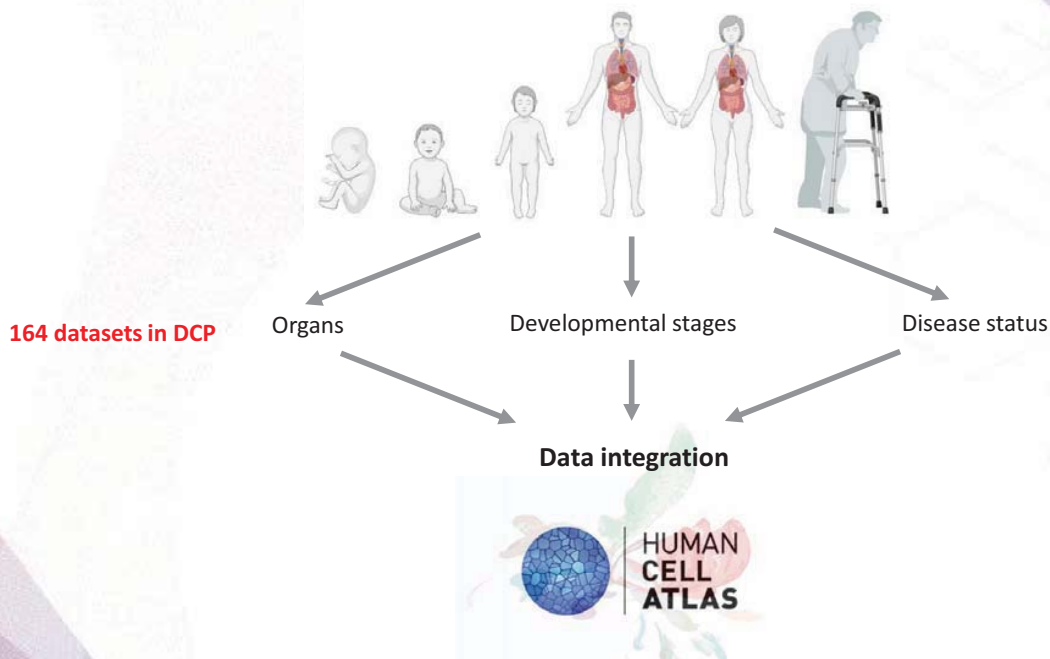 164 datasets in DCP
Organs
Developmental stages
Disease status
Data integration
HUMAN
CELL
ATLAS